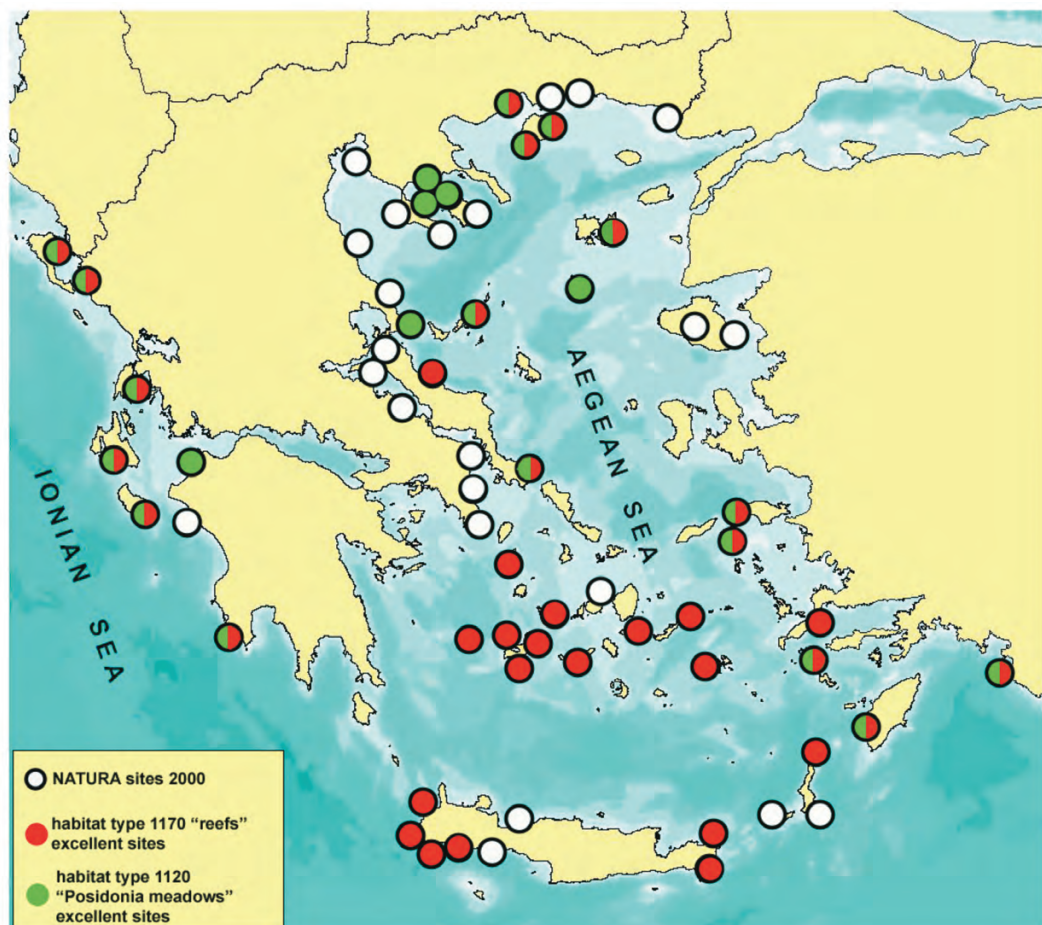 AEGEAN SEA
IONIAN SEA
NATURA sites 2000
habitat type 1170 “reefs”
excellent sites
habitat type 1120
“Posidonia meadows”
excellent sites